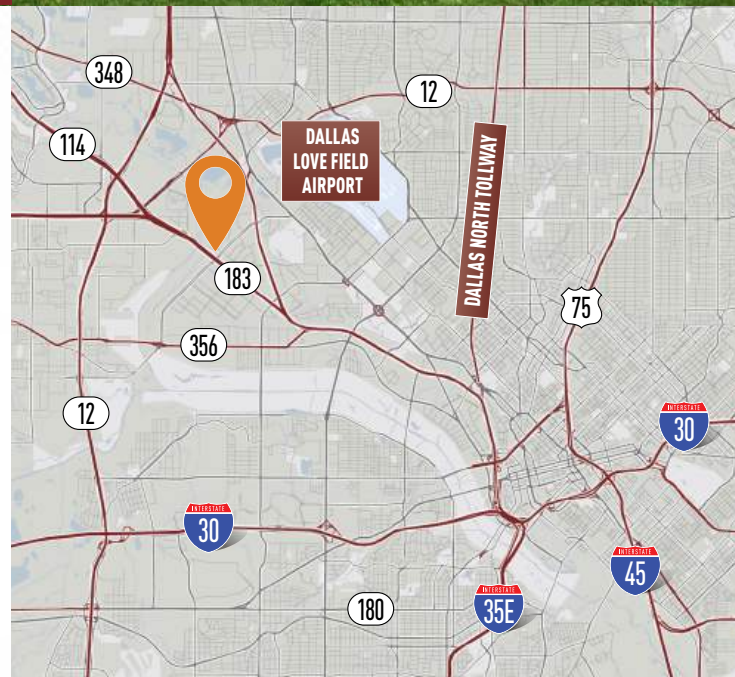 348
12
114
DALLAS
LOVE FIELD
AIRPORT
DALLAS NORTH TOLLWAY
183
75
356
12
INTERSTATE
30
INTERSTATE
30
INTERSTATE
45
INTERSTATE
35E
180